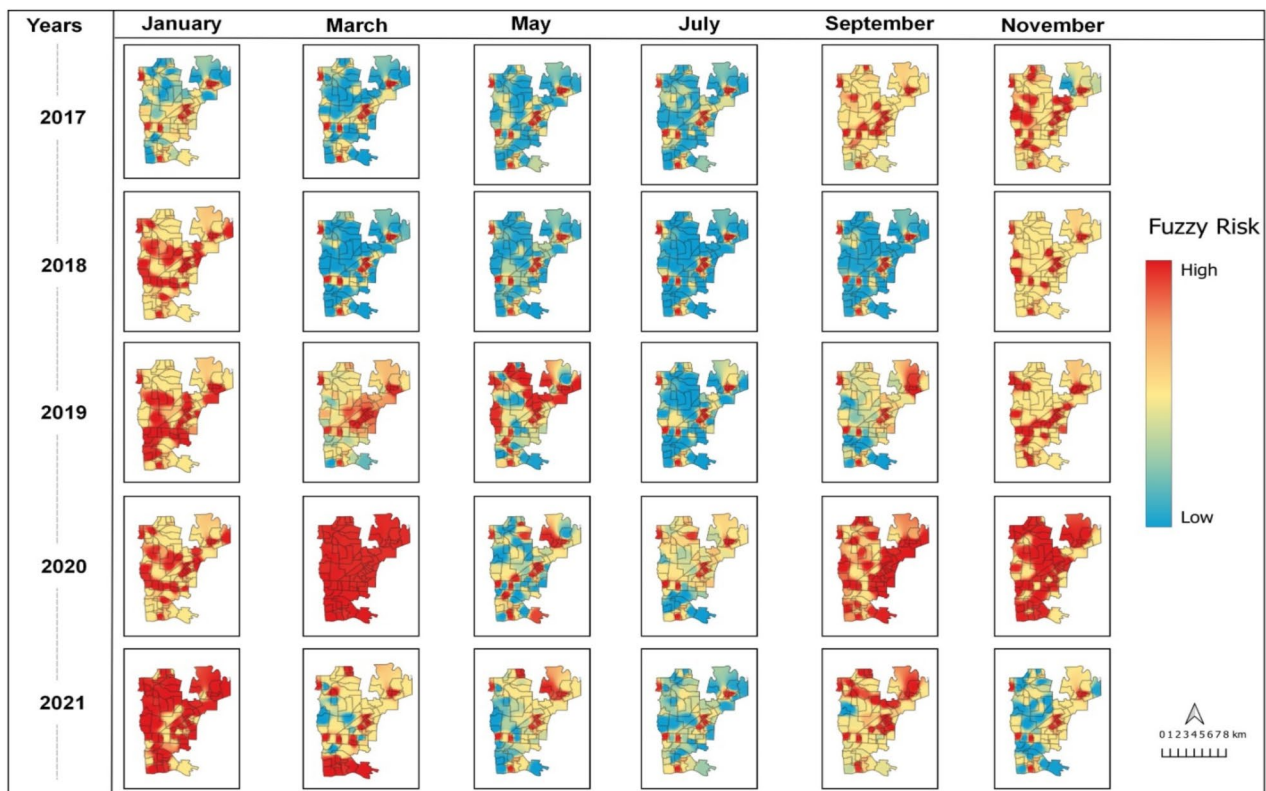 Years January March May July September November
2017
2018
2019
2020
2021
Fuzzy Risk
High
Low
0 1 2 3 4 5 6 7 8 km